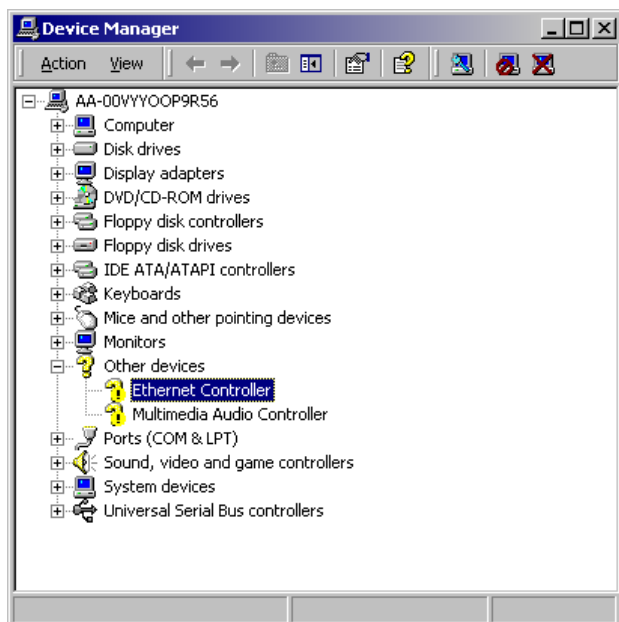 Device Manager
Action View
AA-00VYYOOP9R56
Computer
Disk drives
Display adapters
DVD/CD-ROM drives
Floppy disk controllers
Floppy disk drives
IDE ATA/ATAPI controllers
Keyboards
Mice and other pointing devices
Monitors
Other devices
Ethernet Controller
Multimedia Audio Controller
Ports (COM & LPT)
Sound, video and game controllers
System devices
Universal Serial Bus controllers